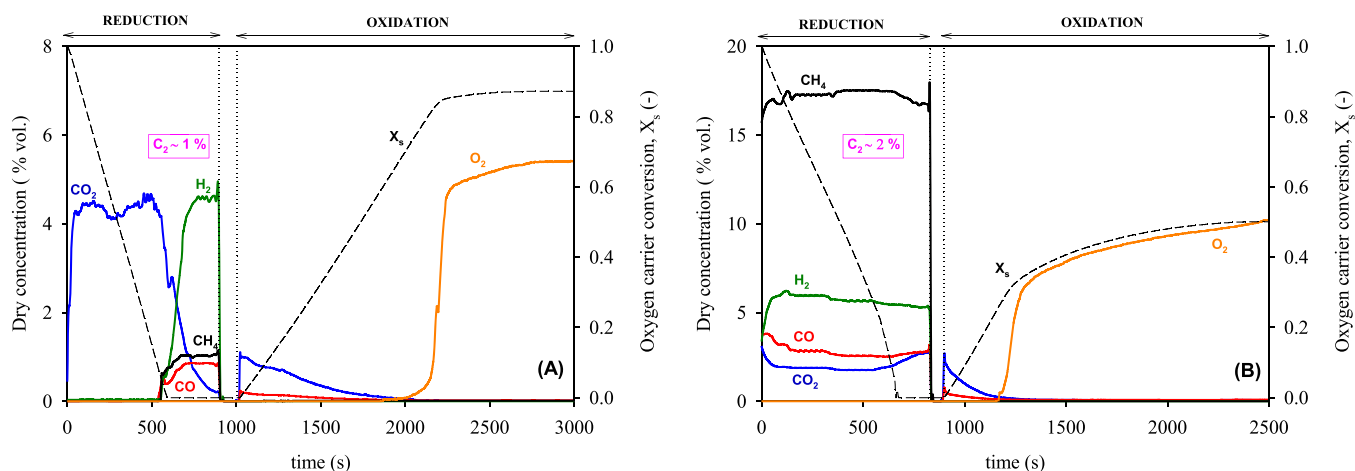 REDUCTION
OXIDATION
8
6
4
2
0
1.0
0.8
0.6
0.4
0.2
0.0
C2 ~ 1 %
CO2
H2
CH4
CO
Xs
O2
(A)
0
500
1000
1500
2000
2500
3000
time (s)
Dry concentration ( % vol.)
Oxygen carrier conversion, Xs (-)
REDUCTION
OXIDATION
20
15
10
5
0
1.0
0.8
0.6
0.4
0.2
0.0
CH4
C2 ~ 2 %
H2
CO
CO2
Xs
O2
(B)
0
500
1000
1500
2000
2500
time (s)
Dry concentration ( % vol.)
Oxygen carrier conversion, Xs (-)